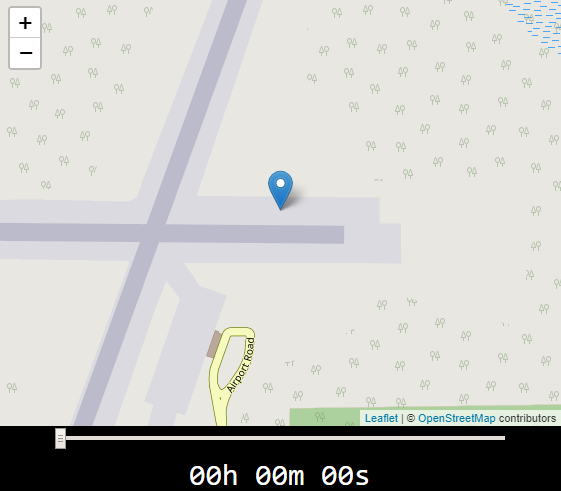 +
−
Airport Road
Leaflet | © OpenStreetMap contributors
00h 00m 00s